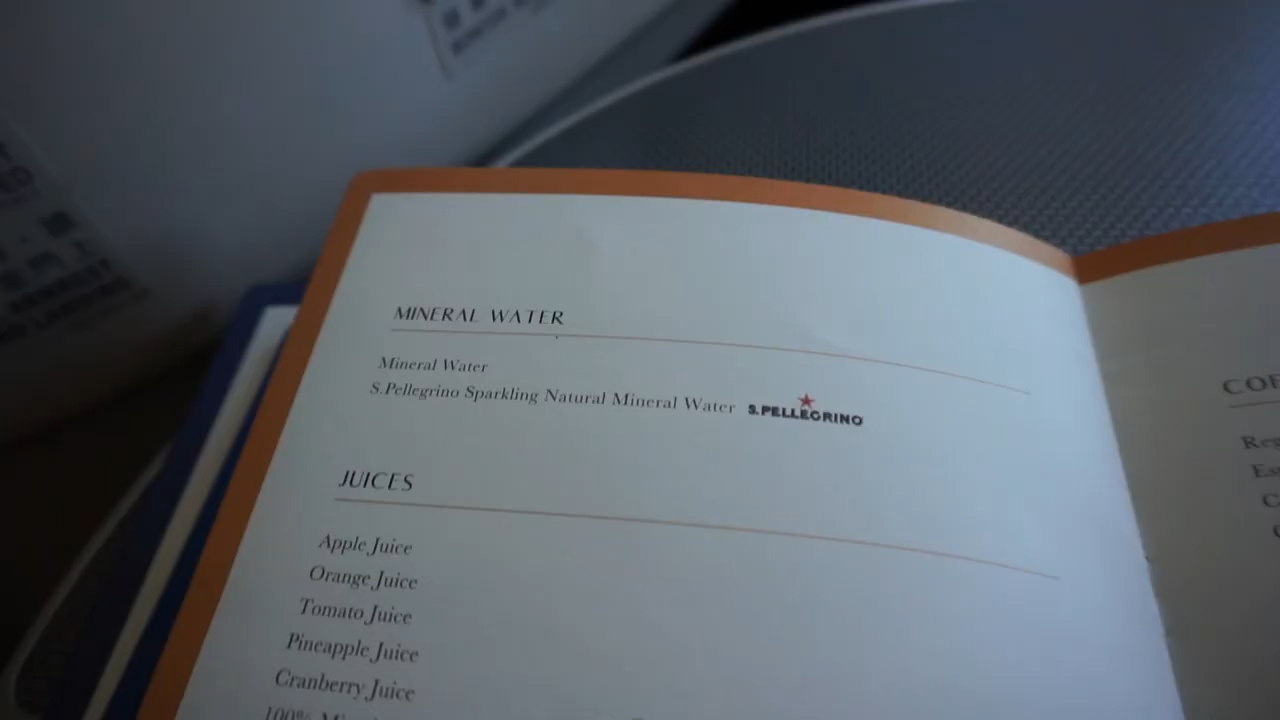 MINERAL WATER
Mineral Water
S.Pellegrino Sparkling Natural Mineral Water S.PELLEGRINO
JUICES
Apple Juice
Orange Juice
Tomato Juice
Pineapple Juice
Cranberry Juice
100%